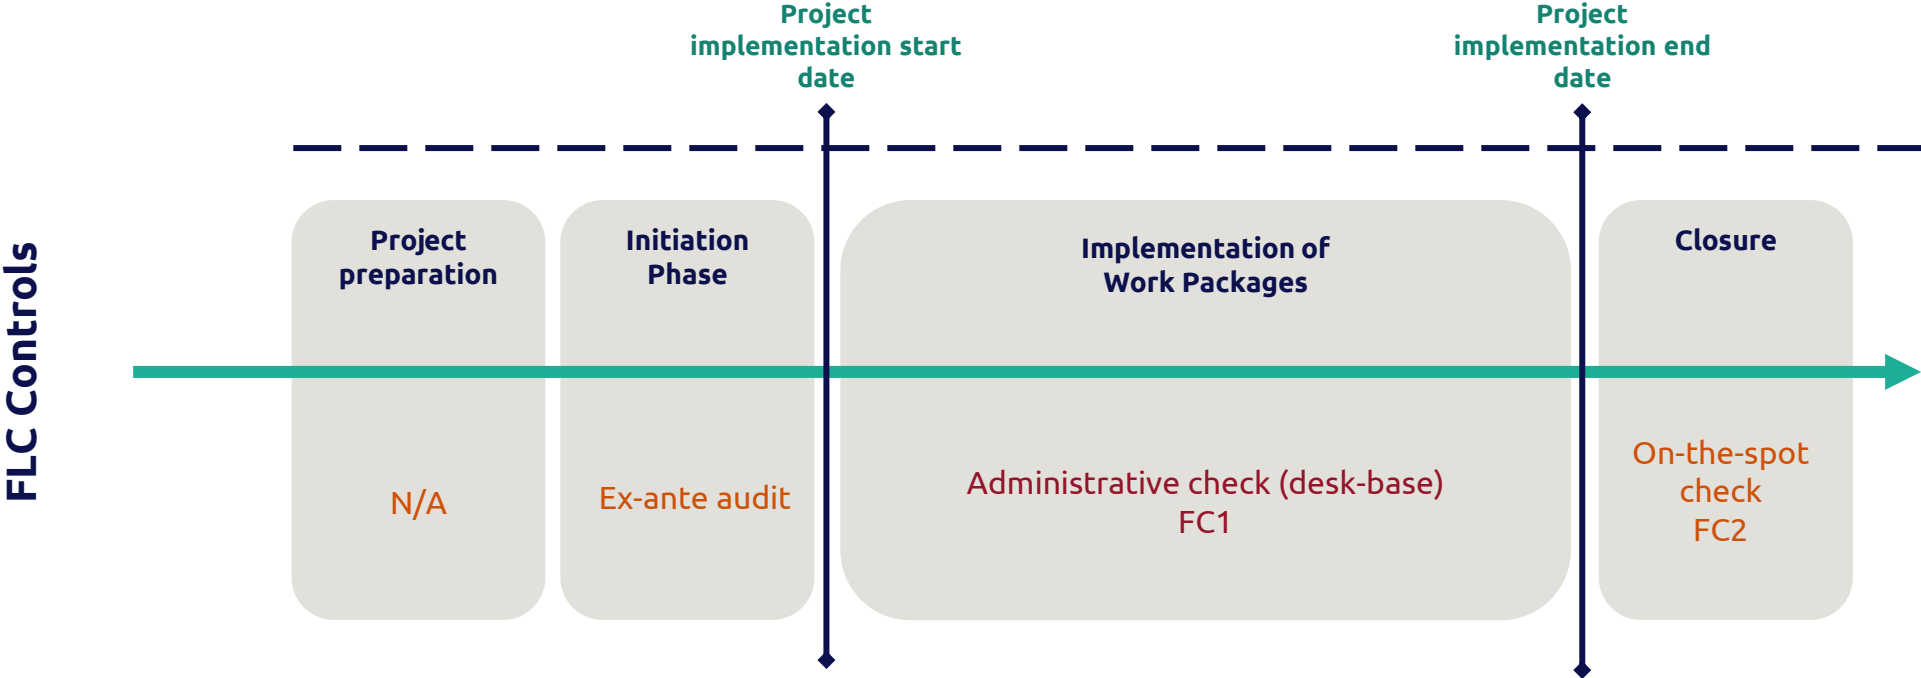 Project
implementation start
date
Project
implementation end
date
FLC Controls
Project
preparation
Initiation
Phase
Implementation of
Work Packages
Closure
N/A
Ex-ante audit
Administrative check (desk-base)
FC1
On-the-spot
check
FC2